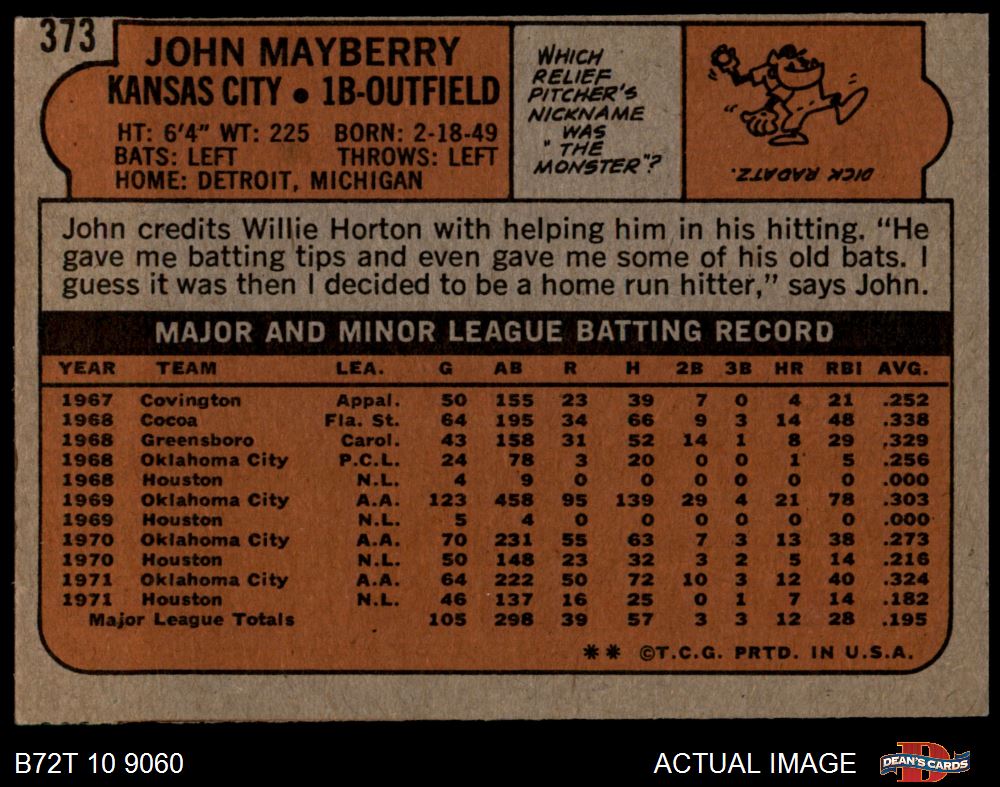 373
JOHN MAYBERRY
KANSAS CITY • 1B-OUTFIELD
HT: 6'4" WT: 225 BORN: 2-18-49
BATS: LEFT THROWS: LEFT
HOME: DETROIT, MICHIGAN
WHICH
RELIEF
PITCHER'S
NICKNAME
WAS
"THE
MONSTER"?
DICK RADATZ.
John credits Willie Horton with helping him in his hitting. "He
gave me batting tips and even gave me some of his old bats. I
guess it was then I decided to be a home run hitter," says John.
MAJOR AND MINOR LEAGUE BATTING RECORD
YEAR TEAM LEA. G AB R H 2B 3B HR RBI AVG.
1967 Covington Appal. 50 155 23 39 7 0 4 21 .252
1968 Cocoa Fla. St. 64 195 34 66 9 3 14 48 .338
1968 Greensboro Carol. 43 158 31 52 14 1 8 29 .329
1968 Oklahoma City P.C.L. 24 78 3 20 0 0 1 5 .256
1968 Houston N.L. 4 9 0 0 0 0 0 0 .000
1969 Oklahoma City A.A. 123 458 95 139 29 4 21 78 .303
1969 Houston N.L. 5 4 0 0 0 0 0 0 .000
1970 Oklahoma City A.A. 70 231 55 63 7 3 13 38 .273
1970 Houston N.L. 50 148 23 32 3 2 5 14 .216
1971 Oklahoma City A.A. 64 222 50 72 10 3 12 40 .324
1971 Houston N.L. 46 137 16 25 0 1 7 14 .182
Major League Totals 105 298 39 57 3 3 12 28 .195
** ©T.C.G. PRTD. IN U.S.A.
B72T 10 9060
ACTUAL IMAGE
D
DEAN'S CARDS